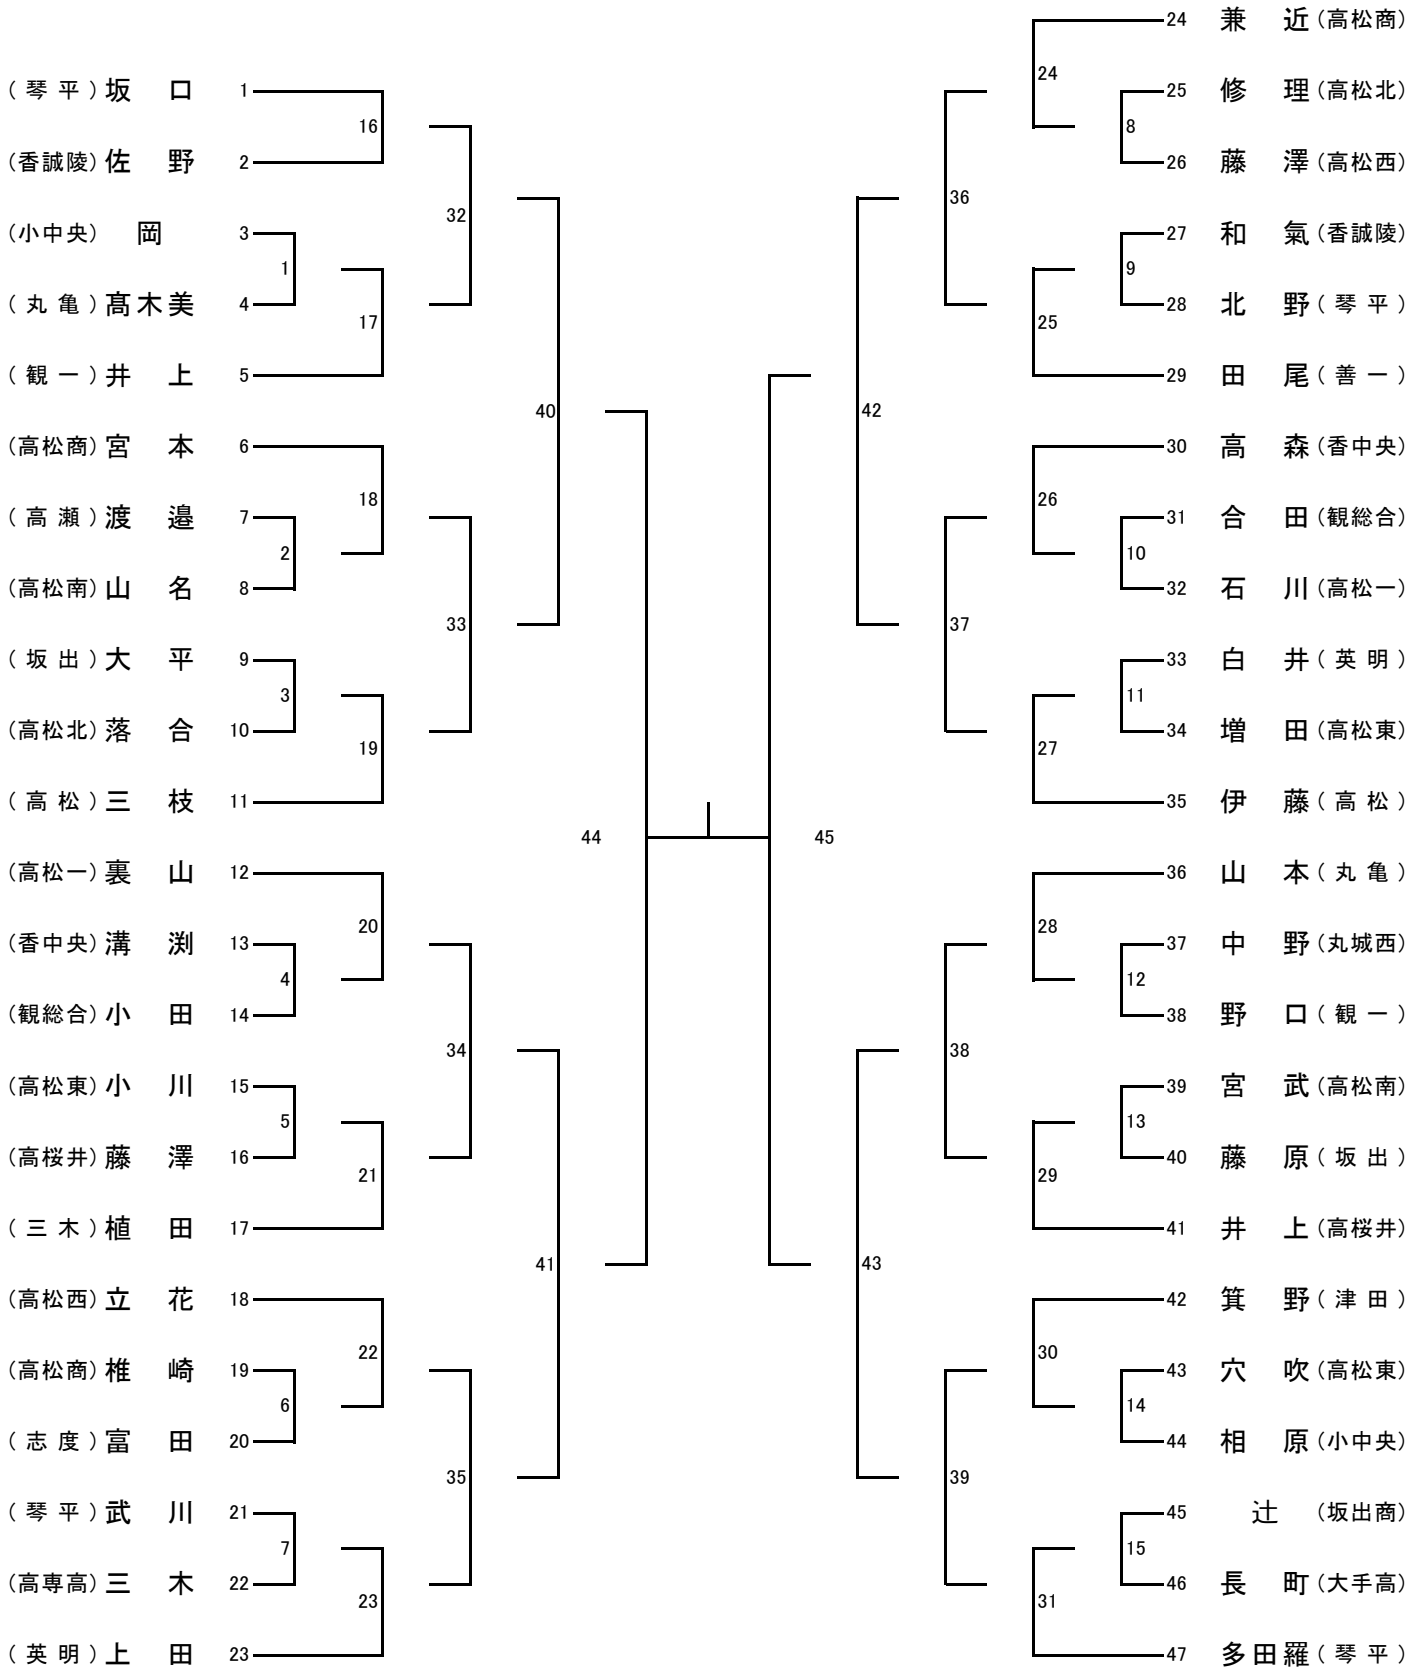 (琴平) 坂口 1
(香誠陵) 佐野 2
(小中央) 岡 3
(丸亀) 髙木美 4
(観一) 井上 5
(高松商) 宮本 6
(高瀬) 渡邉 7
(高松南) 山名 8
(坂出) 大平 9
(高松北) 落合 10
(高松) 三枝 11
(高松一) 裏山 12
(香中央) 溝渕 13
(観総合) 小田 14
(高松東) 小川 15
(高桜井) 藤澤 16
(三木) 植田 17
(高松西) 立花 18
(高松商) 椎崎 19
(志度) 富田 20
(琴平) 武川 21
(高専高) 三木 22
(英明) 上田 23
1
2
3
4
5
6
7
16
17
18
19
20
21
22
23
32
33
34
35
40
41
44
45
42
43
36
37
38
39
24
25
26
27
28
29
30
31
8
9
10
11
12
13
14
15
24 兼近 (高松商)
25 修理 (高松北)
26 藤澤 (高松西)
27 和氣 (香誠陵)
28 北野 (琴平)
29 田尾 (善一)
30 高森 (香中央)
31 合田 (観総合)
32 石川 (高松一)
33 白井 (英明)
34 増田 (高松東)
35 伊藤 (高松)
36 山本 (丸亀)
37 中野 (丸城西)
38 野口 (観一)
39 宮武 (高松南)
40 藤原 (坂出)
41 井上 (高桜井)
42 箕野 (津田)
43 穴吹 (高松東)
44 相原 (小中央)
45 辻 (坂出商)
46 長町 (大手高)
47 多田羅 (琴平)